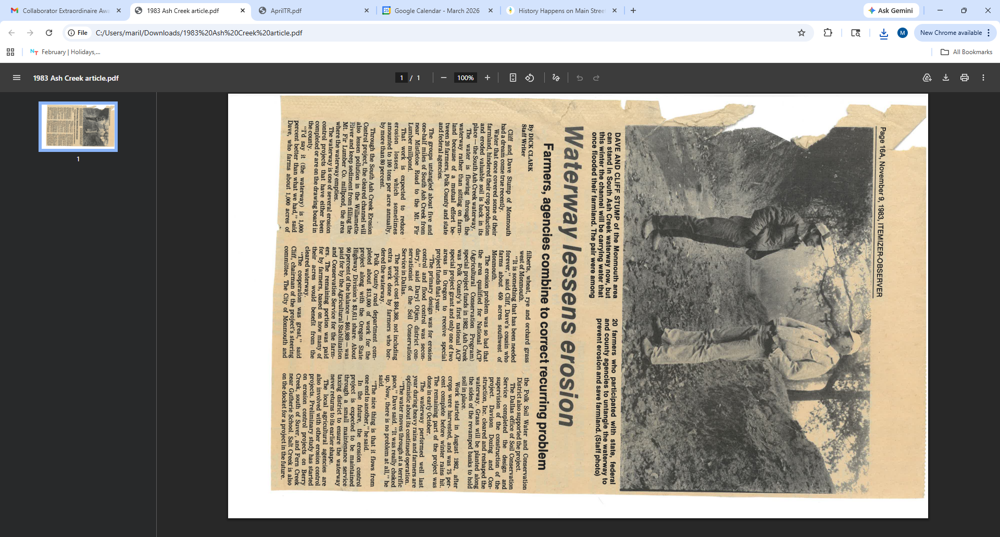 Collaborator Extraordinaire Awa
1983 Ash Creek article.pdf
AprilTR.pdf
Google Calendar - March 2026
History Happens on Main Stree
Ask Gemini
File
C:/Users/maril/Downloads/1983%20Ash%20Creek%20article.pdf
M
New Chrome available
February | Holidays,...
All Bookmarks
1983 Ash Creek article.pdf
1 / 1
100%
1
Page 16A, November 9, 1983, ITEMIZER-OBSERVER
DAVE AND CLIFF STUMP of the Monmouth area
can stand in South Ash Creek waterway now, but
this winter the channel will be carrying water that
once flooded their farmland. The pair were among
20 farmers who participated with state, federal
and county agencies to untangle the waterway to
prevent erosion and save farmland. (Staff photo)
Waterway lessens erosion
Farmers, agencies combine to correct recurring problem
By DICK CLARK
Staff Writer
Cliff and Dave Stump of Monmouth
had a dream come true recently.
Water that once covered some of their
farmland, hindered their crop production
and eroded valuable soil is back in its
place — the South Ash Creek waterway.
The water is flowing through the
waterway rather than sitting on farm-
land because of a mutual effort be-
tween 20 farmers, Polk County and state
and federal agencies.
The groups untangled about five and
one-half miles of South Ash Creek from
near Mistletoe Road to the Mt. Fir
Lumber millpond.
That work is expected to reduce
erosion losses, which sometimes
amounted to 100 tons per acre annually,
by more than 80 percent.
Through the South Ash Creek Erosion
Control project, the cleared channel will
also lessen pollution in the Willamette
River and keep sediment from filling the
Mt. Fir Lumber Co. millpond, the area
where the waterway empties.
The waterway is one of several erosion
control projects that have either been
completed or are on the drawing board in
the county.
"I'd say it (the waterway) is 1,000
percent better than what we had," said
Dave, who farms about 1,000 acres of
filberts, wheat, rye and orchard grass
west of Monmouth.
"It is something that has been needed
forever," said Cliff, Dave's cousin who
farms about 450 acres southwest of
Monmouth.
The erosion problem was so bad that
the area qualified for National ACP
(Agricultural Conservation Program)
special project funds in 1982. Ash Creek
was Polk County's first national ACP
special project grant and only one of two
areas in Oregon to receive special
project funds that year.
"The primary design was for erosion
control and flood control was secon-
dary," said Daryl Otjen, district con-
servationist of the Soil Conservation
Service in Dallas.
The project cost $84,368, not including
extra work done by farmers who bor-
dered the waterway.
Polk County road department com-
pleted about $13,000 of work for the
project along with the Oregon State
Highway Division's $3,611 share. About
90 percent of the balance — $60,989 — was
paid for by the Agricultural Stabilization
and Conservation Service for the farm-
ers. The remaining portion was paid
for by farmers, based on how many of
their acres would benefit from the
cleared waterway.
"The cooperation was great," said
Cliff, chairman of the project's steering
committee. The City of Monmouth and
the Polk Soil Water and Conservation
District also supported the project.
The Dallas office of Soil Conservation
Service completed the design and
supervision of the construction of the
project. Davison Dozing and Con-
struction, Inc. cleared and reshaped the
waterway. Grass will be planted along
the sides of the revamped banks to hold
soil in place.
Work started in August 1982, after
crops were harvested, and was 75 per-
cent complete before winter rains hit.
The remaining part of the project was
done in early October.
The waterway performed well last
year during heavy rains and farmers are
optimistic about its continued operation.
"The water moves through at a terrific
pace," Dave said. "It was really choked
up. Now, there is no problem at all," he
said.
"The nice thing is that it flows from
one end to another," he said.
In the future, the erosion control
project is expected to be maintained
through a small maintenance service
taxing district to ensure the waterway
never returns to its earlier shape.
The local agricultural agencies are
also involved with other erosion control
projects. Preliminary study has started
on erosion control projects on Berry
Creek, south of Suver, and Fern Creek
near Gutherie School. Salt Creek is also
on the docket for a project in the future.